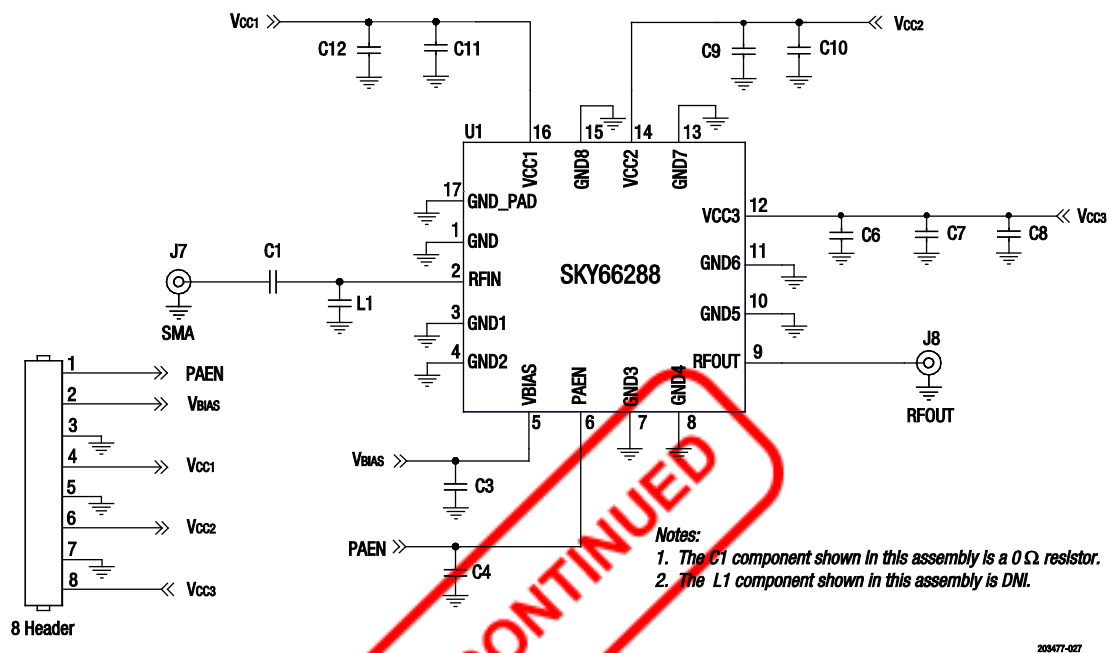 VCC1
VCC2
C12
C11
C9
C10
U1
16
15
14
13
VCC1
GND8
VCC2
GND7
17
GND_PAD
VCC3
12
VCC3
1
GND
C6
C7
C8
J7
C1
2
RFIN
SKY66288
GND6
11
L1
SMA
3
GND1
GND5
10
4
GND2
J8
RFOUT
9
VBIAS
PAEN
GND3
GND4
RFOUT
5
6
7
8
1
PAEN
2
VBIAS
3
4
VCC1
5
6
VCC2
7
8
VCC3
8 Header
VBIAS
C3
PAEN
C4
CONTINUED
Notes:
1. The C1 component shown in this assembly is a 0 Ω resistor.
2. The L1 component shown in this assembly is DNI.
203477-027